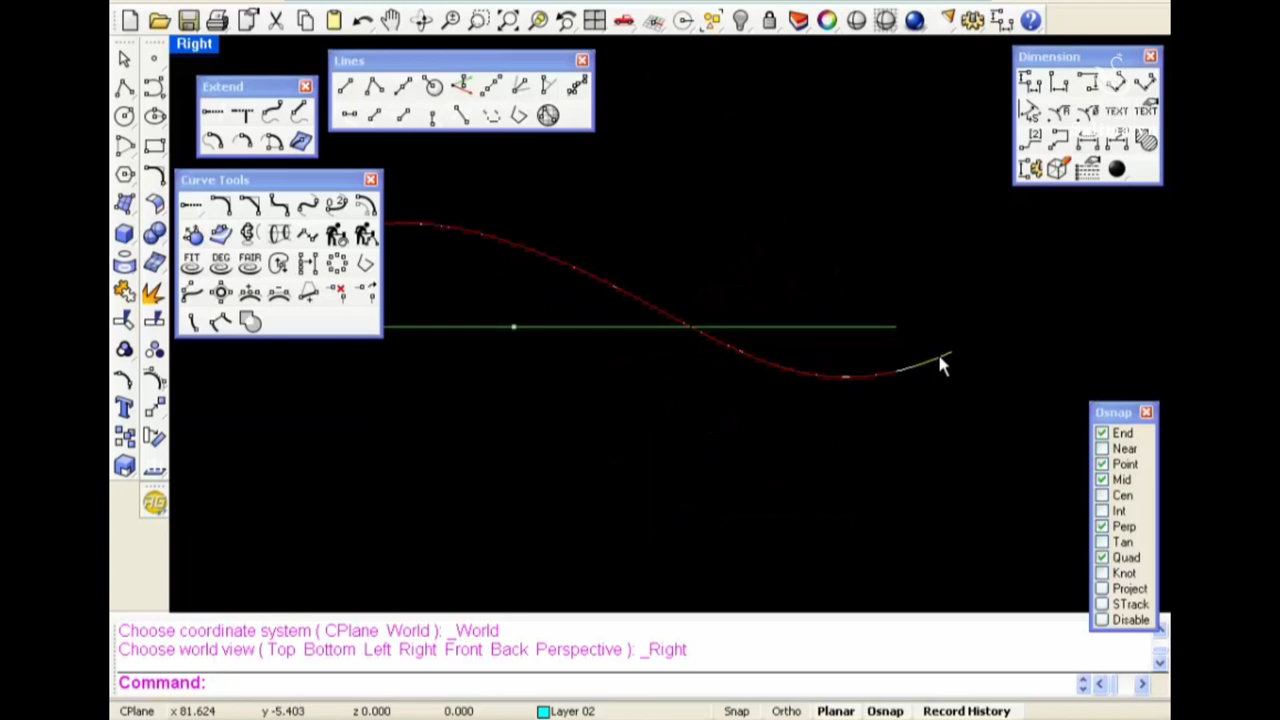 Right
Lines
Extend
Dimension
TEXT TEXT
Curve Tools
FIT DEG FAIR
Osnap
End
Near
Point
Mid
Cen
Int
Perp
Tan
Quad
Knot
Project
STrack
Disable
Choose coordinate system ( CPlane World ): _World
Choose world view ( Top Bottom Left Right Front Back Perspective ): _Right
Command:
CPlane x 81.624 y -5.403 z 0.000 0.000 Layer 02 Snap Ortho Planar Osnap Record History